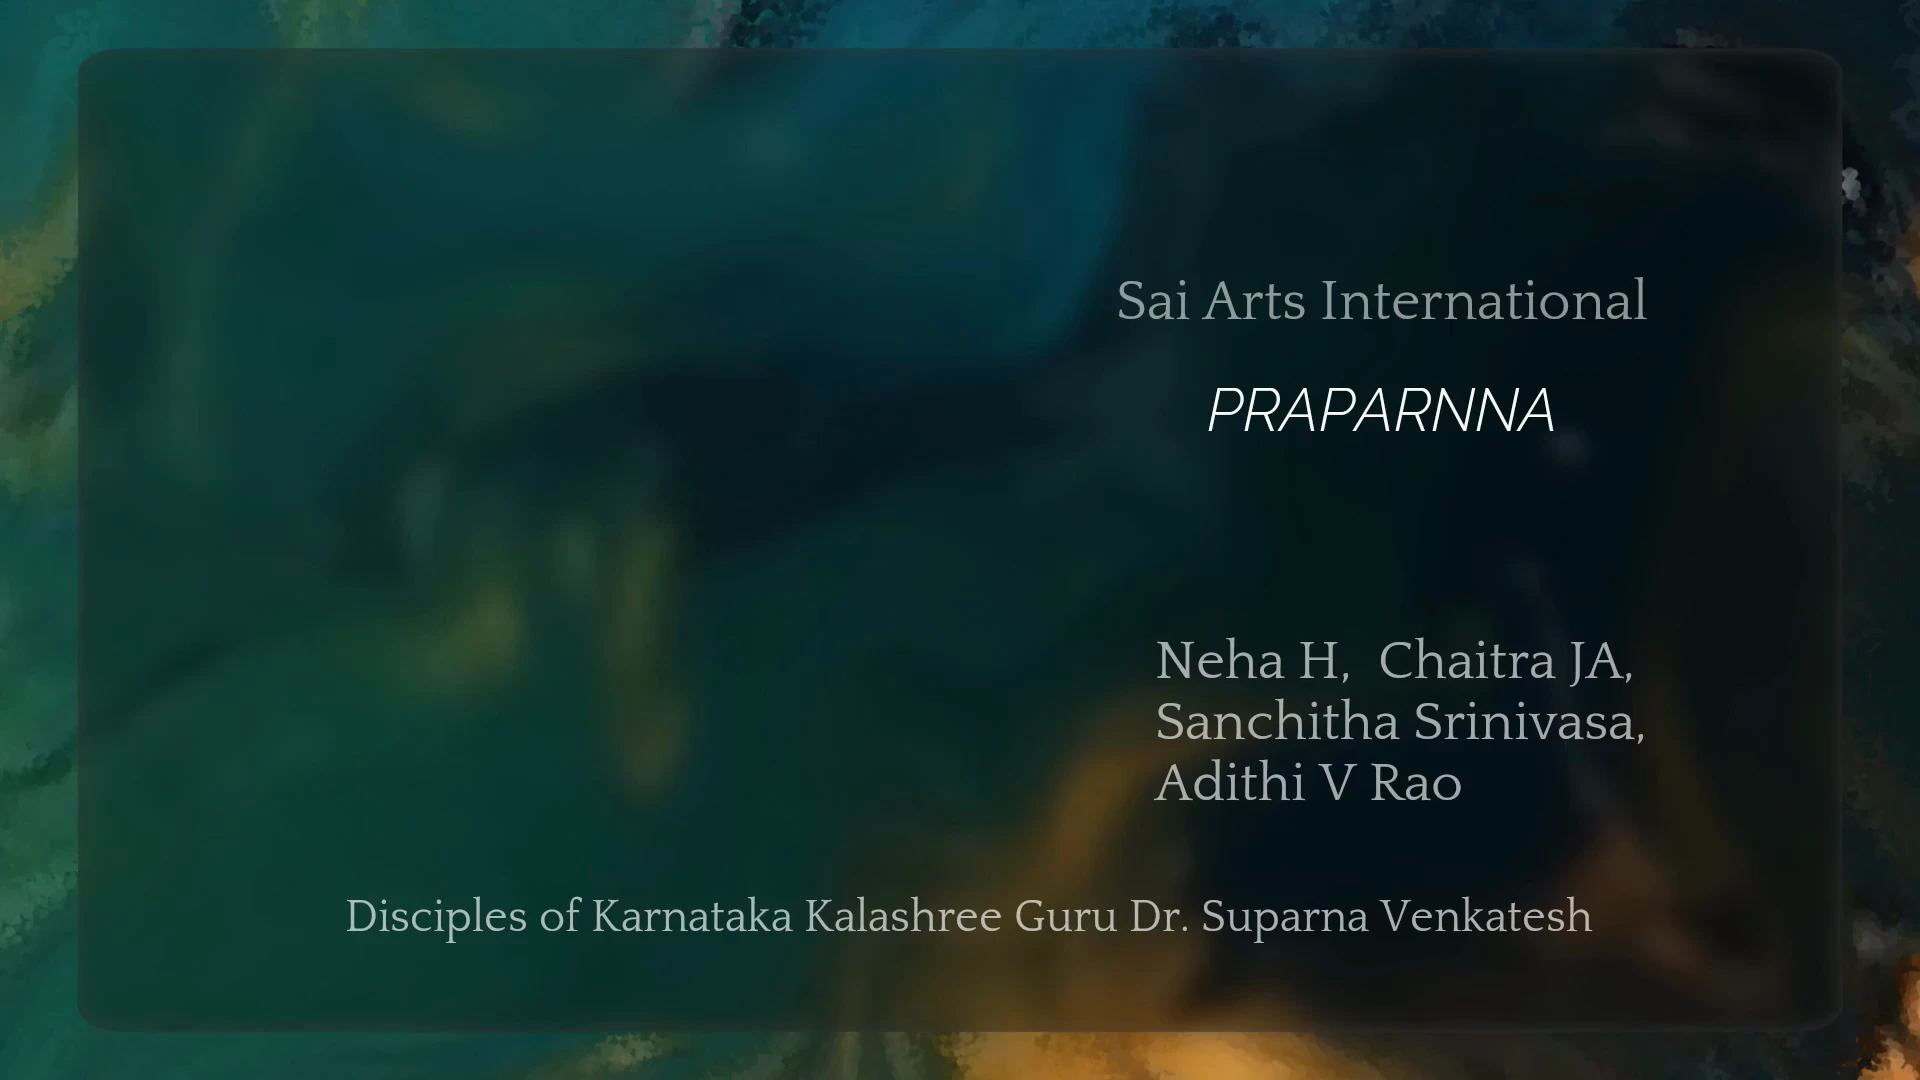 Sai Arts International
PRAPARNNA
Neha H,  Chaitra JA,
Sanchitha Srinivasa,
Adithi V Rao
Disciples of Karnataka Kalashree Guru Dr. Suparna Venkatesh